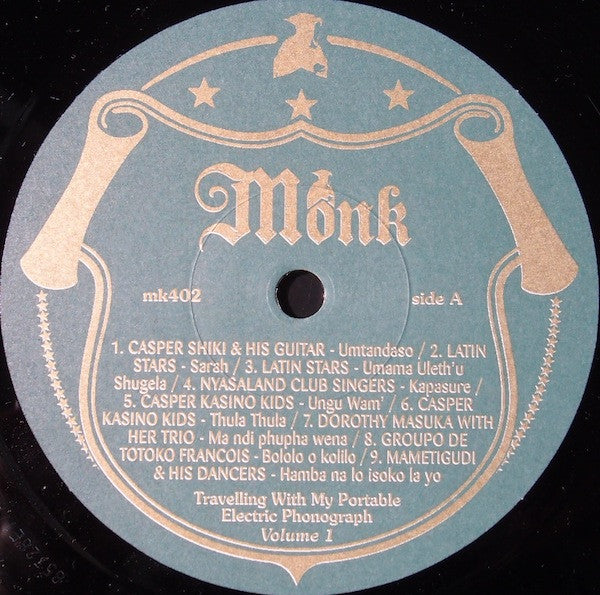 Monk
mk402
side A
1. CASPER SHIKI & HIS GUITAR - Umtandaso / 2. LATIN
STARS - Sarah / 3. LATIN STARS - Umama Uleth'u
Shugela / 4. NYASALAND CLUB SINGERS - Kapasure /
5. CASPER KASINO KIDS - Ungu Wam' / 6. CASPER
KASINO KIDS - Thula Thula / 7. DOROTHY MASUKA WITH
HER TRIO - Ma ndi phupha wena / 8. GROUPO DE
TOTOKO FRANCOIS - Bololo o kolilo / 9. MAMETIGUDI
& HIS DANCERS - Hamba na lo isoko la yo
Travelling With My Portable
Electric Phonograph
Volume 1